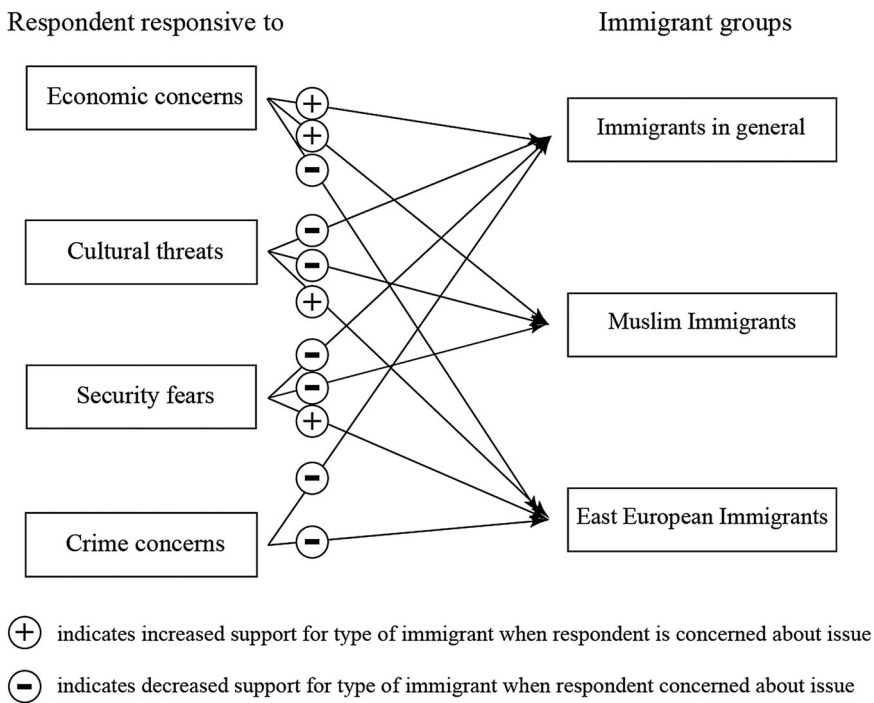 Respondent responsive to
Immigrant groups
Economic concerns
Immigrants in general
Cultural threats
Muslim Immigrants
Security fears
East European Immigrants
Crime concerns
+ indicates increased support for type of immigrant when respondent is concerned about issue
- indicates decreased support for type of immigrant when respondent concerned about issue